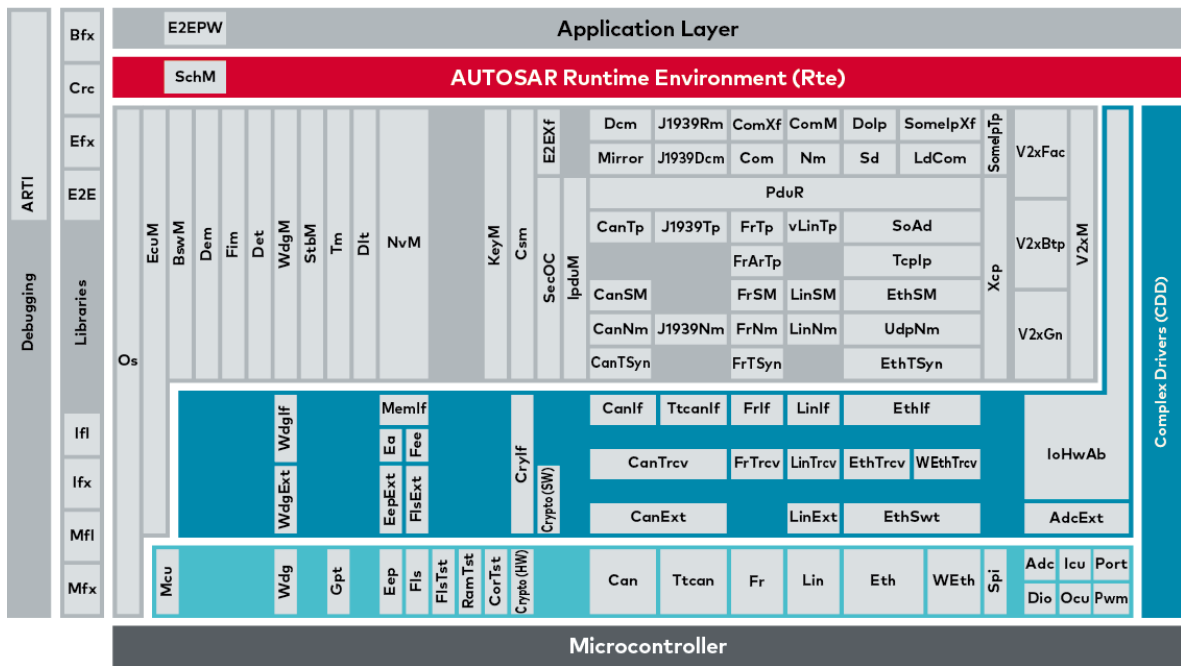 ARTI
Debugging
Bfx
Crc
Efx
E2E
Libraries
Ifl
Ifx
Mfl
Mfx
E2EPW
Application Layer
SchM
AUTOSAR Runtime Environment (Rte)
Os
EcuM
BswM
Dem
Fim
Det
WdgM
StbM
Tm
Dlt
NvM
KeyM
Csm
E2EXf
SecOC
IpduM
Dcm
J1939Rm
ComXf
ComM
DoIp
SomeIpXf
SomeIpTp
Mirror
J1939Dcm
Com
Nm
Sd
LdCom
PduR
CanTp
J1939Tp
FrTp
vLinTp
SoAd
FrArTp
TcpIp
CanSM
FrSM
LinSM
EthSM
CanNm
J1939Nm
FrNm
LinNm
UdpNm
CanTSyn
FrTSyn
EthTSyn
Xcp
V2xFac
V2xBtp
V2xGn
V2xM
Complex Drivers (CDD)
WdgIf
MemIf
CryIf
CanIf
TtcanIf
FrIf
LinIf
EthIf
Ea
Fee
WdgExt
EepExt
FlsExt
Crypto (SW)
CanTrcv
FrTrcv
LinTrcv
EthTrcv
WEthTrcv
CanExt
LinExt
EthSwt
IoHwAb
AdcExt
Mcu
Wdg
Gpt
Eep
Fls
FlsTst
RamTst
CorTst
Crypto (HW)
Can
Ttcan
Fr
Lin
Eth
WEth
Spi
Adc
Icu
Port
Dio
Ocu
Pwm
Microcontroller